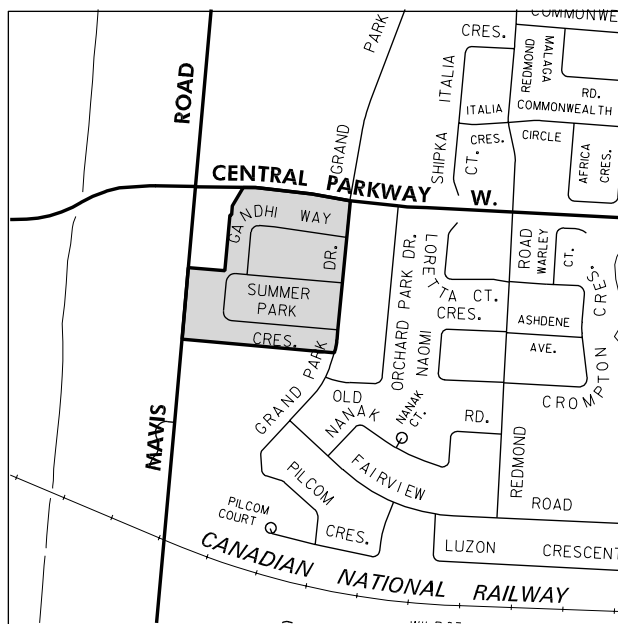 COMMONWE
CRES.
PARK
REDMOND
MALAGA
ITALIA
RD.
ROAD
ITALIA
COMMONWEALTH
SHIPKA
CT.
CRES.
CIRCLE
GRAND
AFRICA
CRES.
CENTRAL PARKWAY W.
GANDHI WAY
DR.
ORCHARD PARK DR.
LORETTA CT.
ROAD
WARLEY
CT.
SUMMER
PARK
CRES.
CRES.
NAOMI
ASHDENE
AVE.
CROMPTON CRES.
GRAND PARK
OLD
NANAK
NANAK
CT.
RD.
MAVIS
REDMOND
FAIRVIEW
ROAD
PILCOM
CRES.
PILCOM
COURT
LUZON CRESCENT
CANADIAN NATIONAL RAILWAY